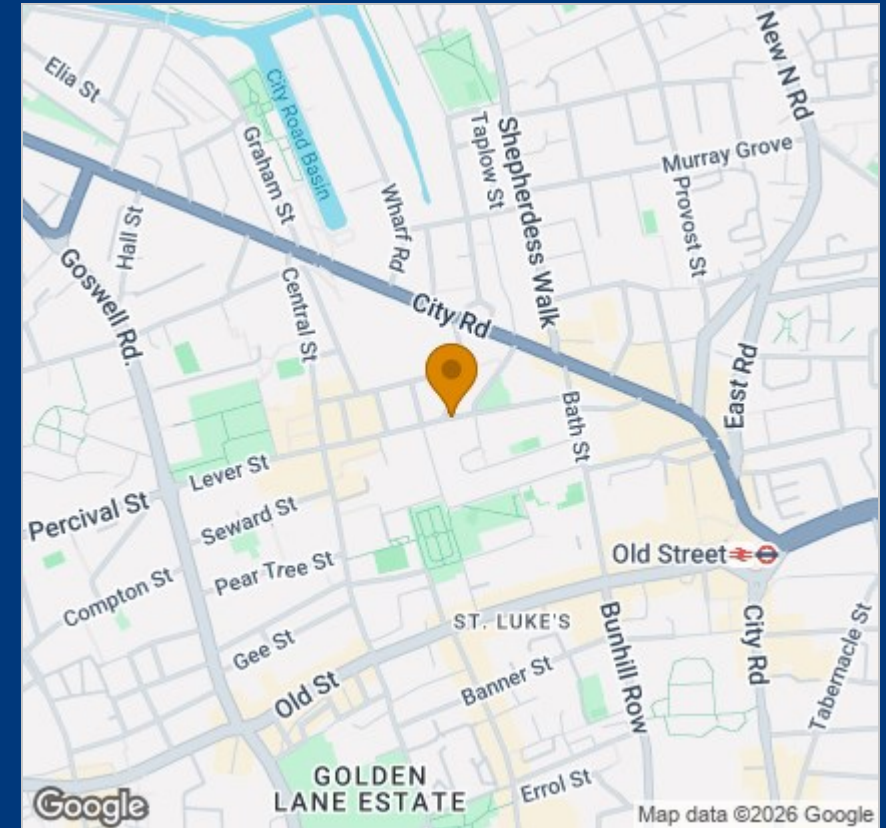 New N Rd
Elia St
City Road Basin
Graham St
Taplow St
Shepherdess Walk
Murray Grove
Provost St
Wharf Rd
Hall St
Goswell Rd.
Central St
City Rd
East Rd
Bath St
Lever St
Percival St
Seward St
Old Street
Pear Tree St
Compton St
ST. LUKE'S
Gee St
Bunhill Row
City Rd
Tabernacle St
Old St
Banner St
GOLDEN
LANE ESTATE
Errol St
Google
Map data ©2026 Google